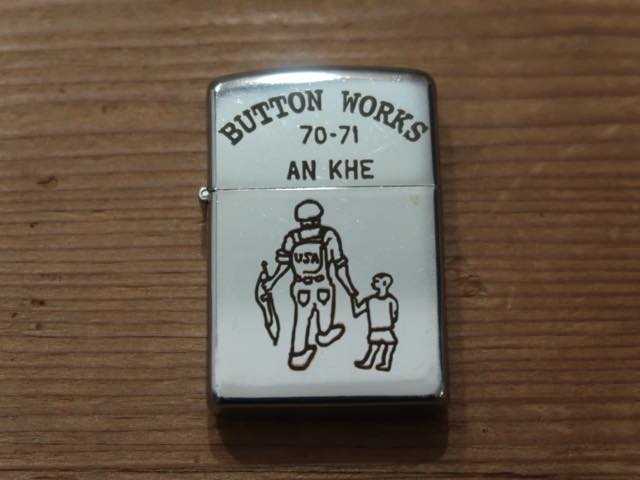 BUTTON WORKS
70-71
AN KHE
USA